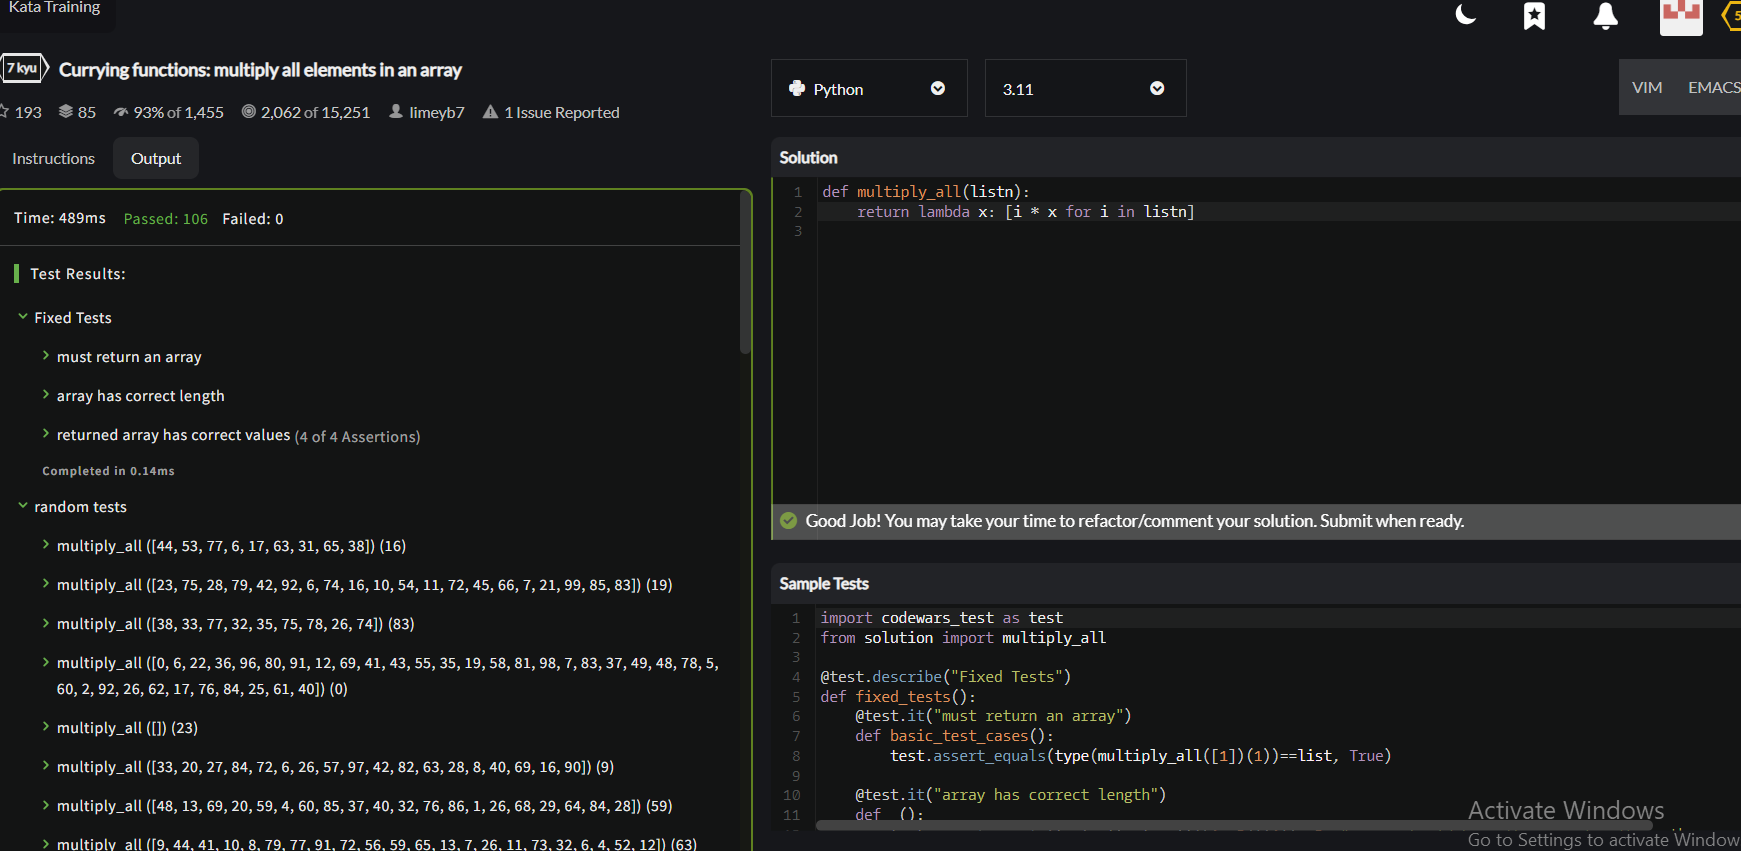 Kata Training
5
7 kyu
Currying functions: multiply all elements in an array
193 85 93% of 1,455 2,062 of 15,251 limeyb7 1 Issue Reported
Python
3.11
VIM EMACS
Instructions Output
Time: 489ms Passed: 106 Failed: 0
Test Results:
Fixed Tests
must return an array
array has correct length
returned array has correct values (4 of 4 Assertions)
Completed in 0.14ms
random tests
multiply_all ([44, 53, 77, 6, 17, 63, 31, 65, 38]) (16)
multiply_all ([23, 75, 28, 79, 42, 92, 6, 74, 16, 10, 54, 11, 72, 45, 66, 7, 21, 99, 85, 83]) (19)
multiply_all ([38, 33, 77, 32, 35, 75, 78, 26, 74]) (83)
multiply_all ([0, 6, 22, 36, 96, 80, 91, 12, 69, 41, 43, 55, 35, 19, 58, 81, 98, 7, 83, 37, 49, 48, 78, 5,
60, 2, 92, 26, 62, 17, 76, 84, 25, 61, 40]) (0)
multiply_all ([]) (23)
multiply_all ([33, 20, 27, 84, 72, 6, 26, 57, 97, 42, 82, 63, 28, 8, 40, 69, 16, 90]) (9)
multiply_all ([48, 13, 69, 20, 59, 4, 60, 85, 37, 40, 32, 76, 86, 1, 26, 68, 29, 64, 84, 28]) (59)
multiply_all ([9, 44, 41, 10, 8, 79, 77, 91, 72, 56, 59, 65, 13, 7, 26, 11, 73, 32, 6, 4, 52, 12]) (63)
Solution
1 def multiply_all(listn):
2 return lambda x: [i * x for i in listn]
3
Good Job! You may take your time to refactor/comment your solution. Submit when ready.
Sample Tests
1 import codewars_test as test
2 from solution import multiply_all
3
4 @test.describe("Fixed Tests")
5 def fixed_tests():
6 @test.it("must return an array")
7 def basic_test_cases():
8 test.assert_equals(type(multiply_all([1])(1))==list, True)
9
10 @test.it("array has correct length")
11 def _():
Activate Windows
Go to Settings to activate Window